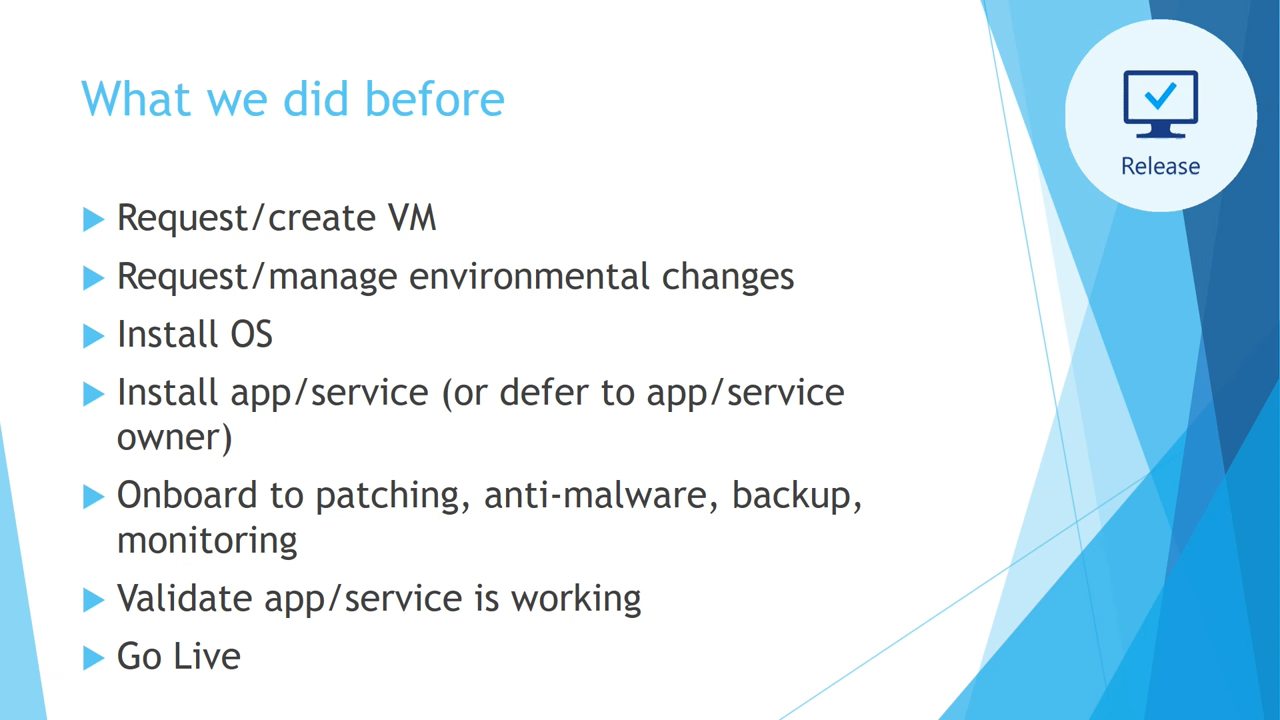 What we did before
Release
Request/create VM
Request/manage environmental changes
Install OS
Install app/service (or defer to app/service
owner)
Onboard to patching, anti-malware, backup,
monitoring
Validate app/service is working
Go Live